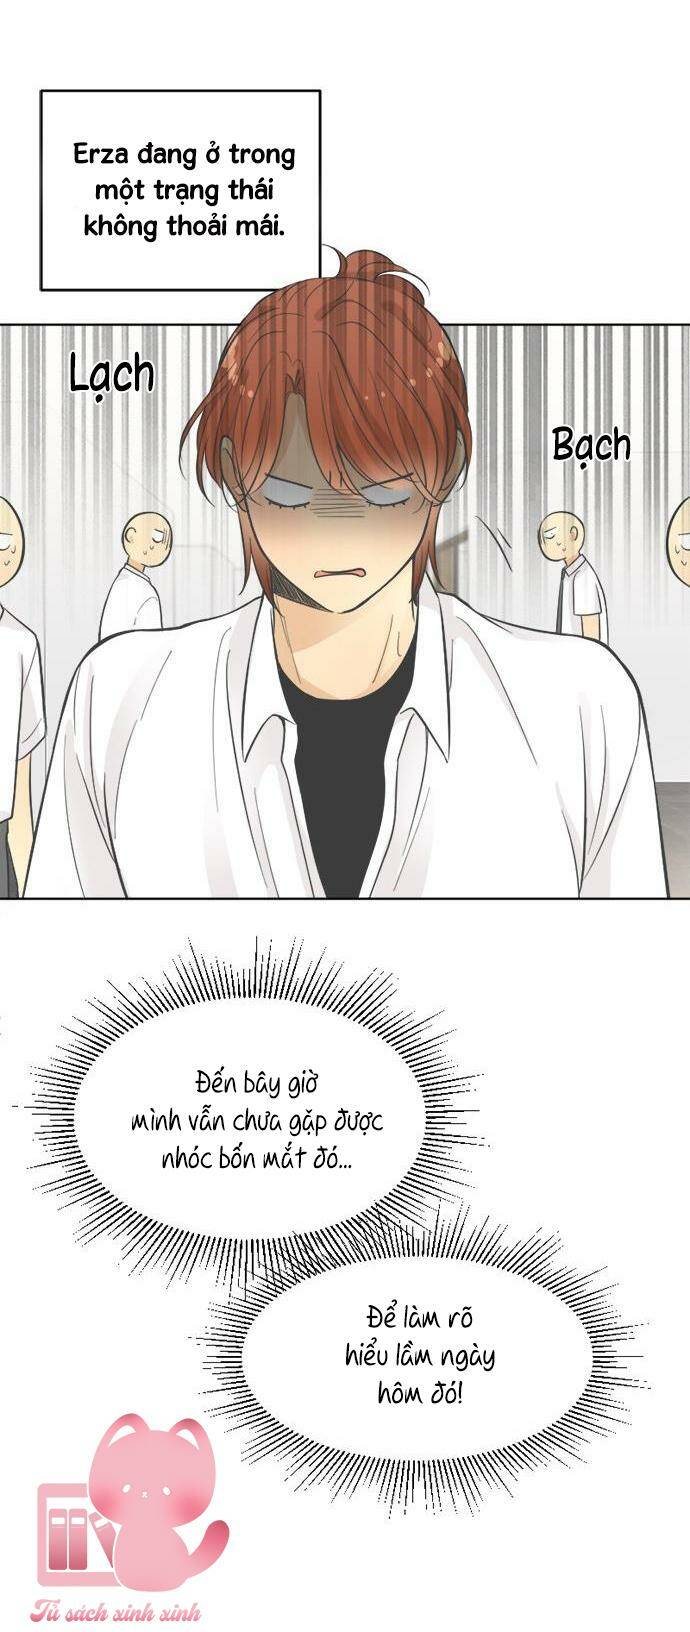 Erza đang ở trong
một trạng thái
không thoải mái.
Lạch
Bạch
Đến bây giờ
mình vẫn chưa gặp được
nhóc bốn mắt đó...
Để làm rõ
hiểu lầm ngày
hôm đó!
Tủ sách xinh xinh